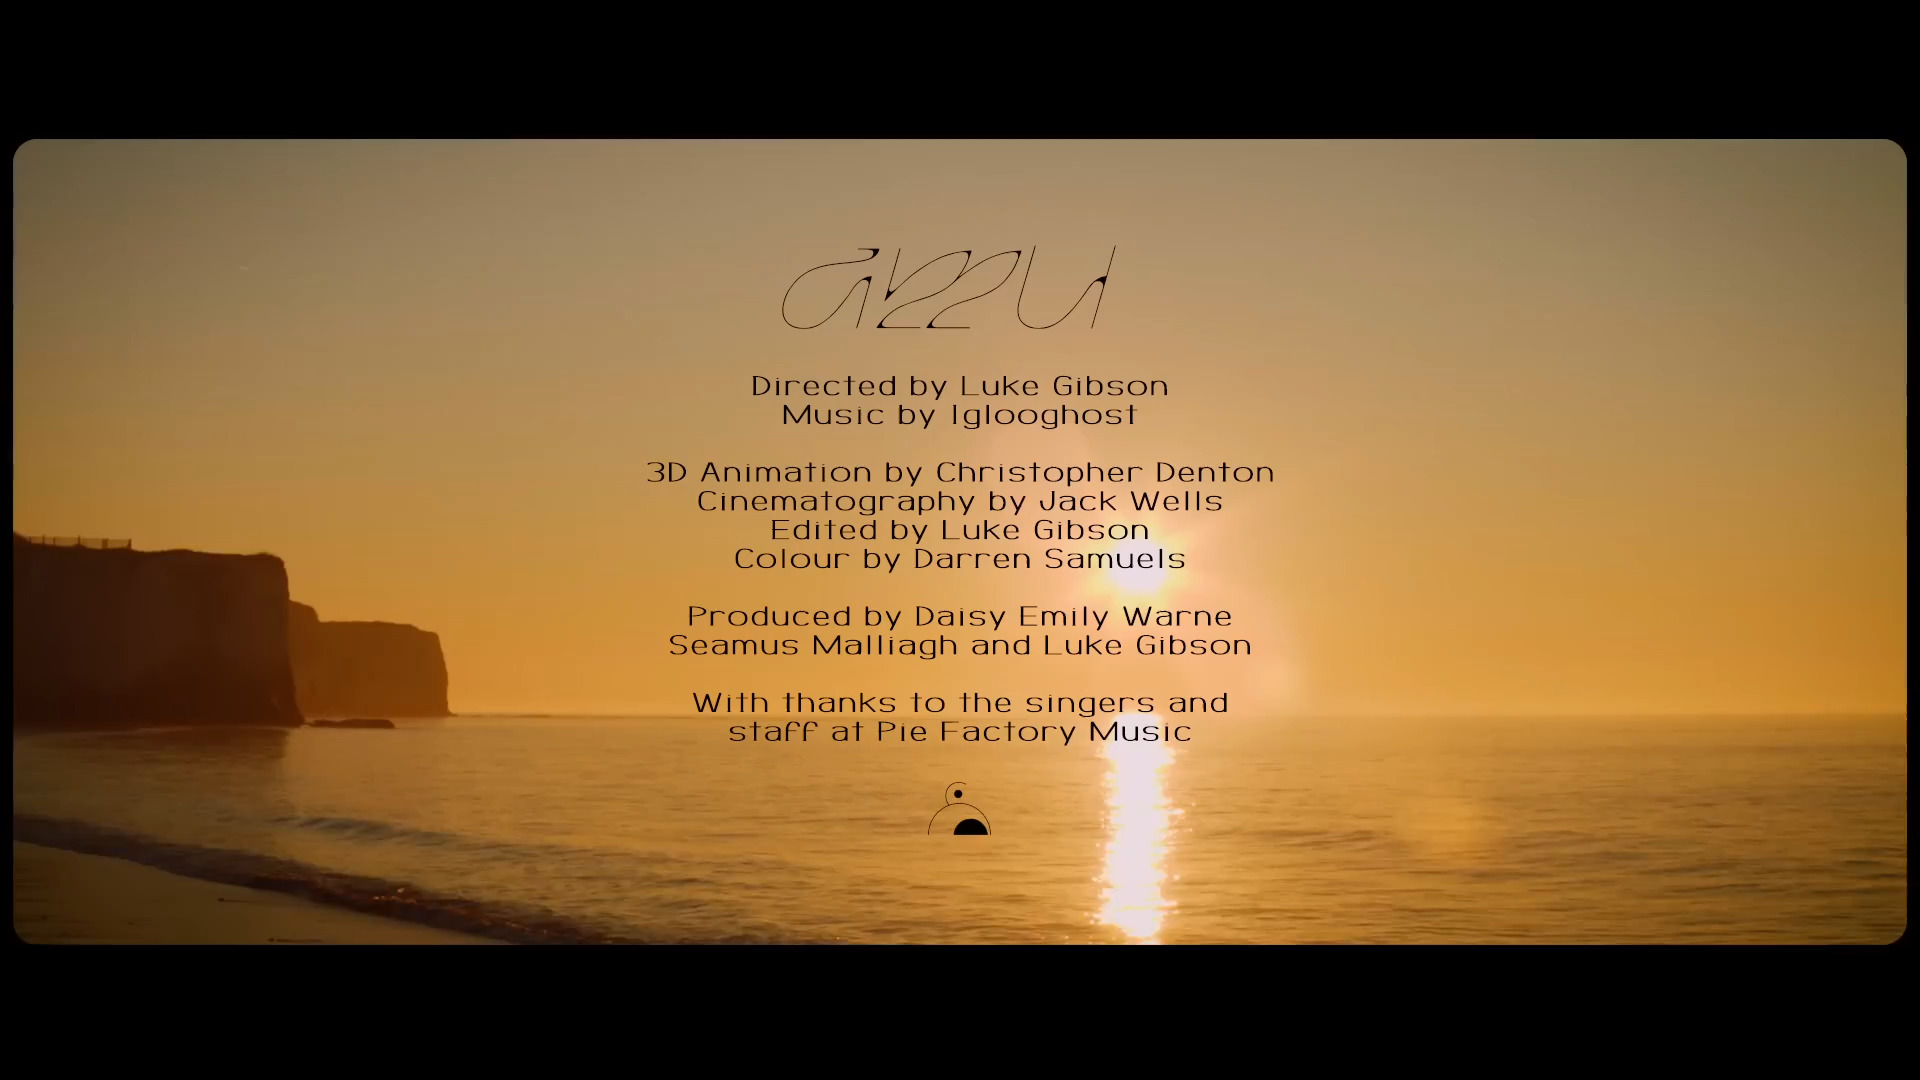 Directed by Luke Gibson
Music by Iglooghost
3D Animation by Christopher Denton
Cinematography by Jack Wells
Edited by Luke Gibson
Colour by Darren Samuels
Produced by Daisy Emily Warne
Seamus Malliagh and Luke Gibson
With thanks to the singers and
staff at Pie Factory Music